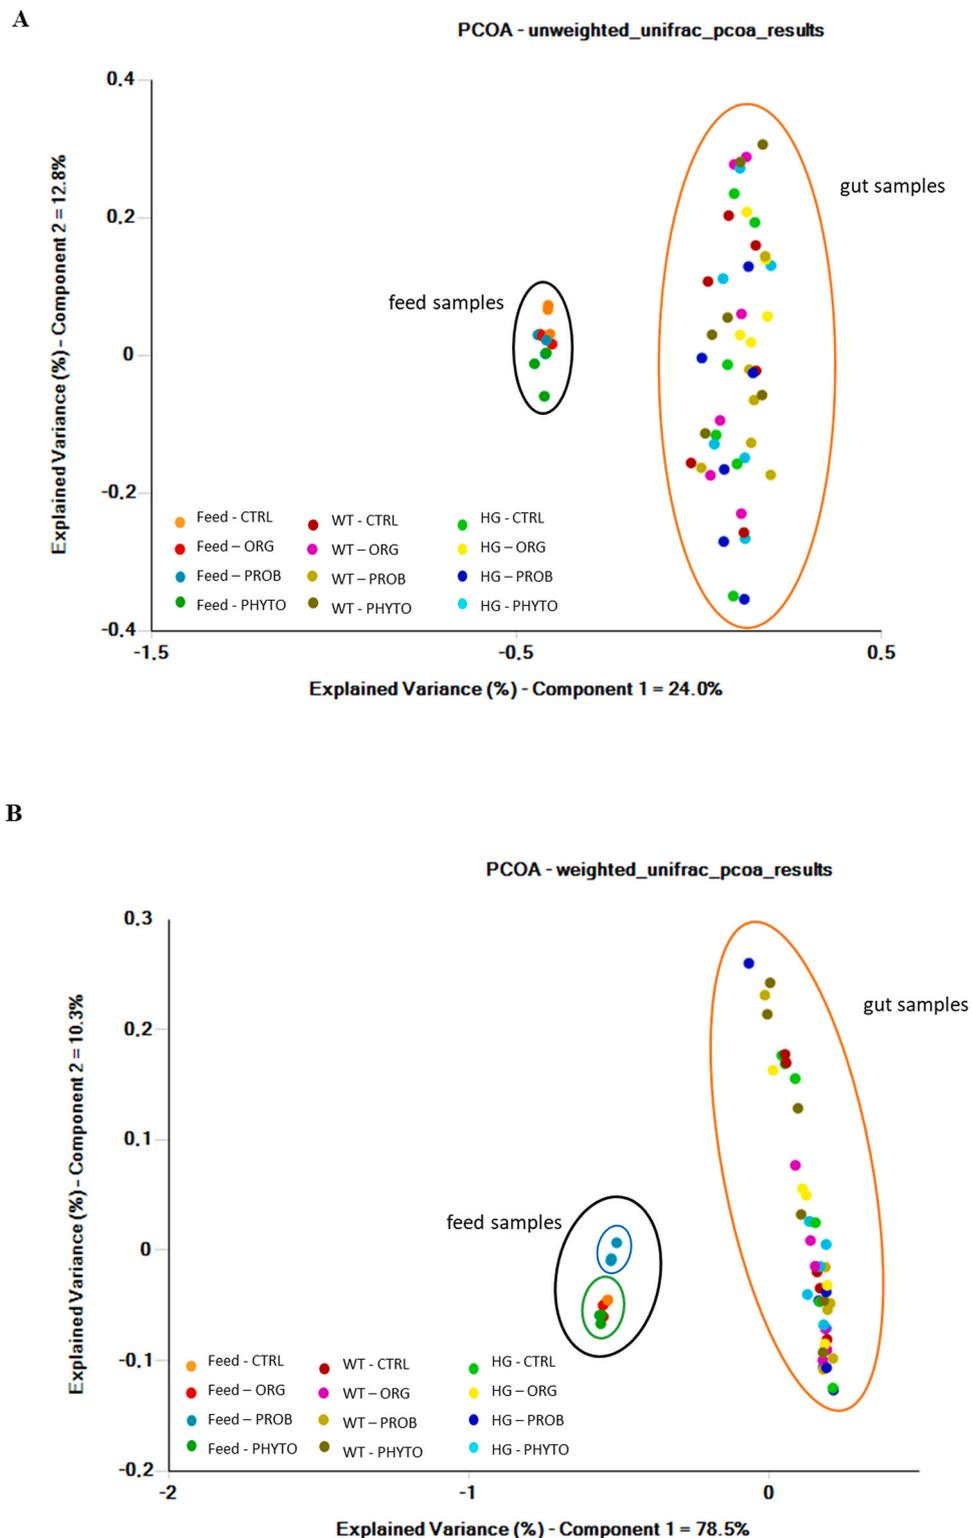 A
PCOA - unweighted_unifrac_pcoa_results
Explained Variance (%) - Component 2 = 12.8%
0.4
0.2
0
-0.2
-0.4
gut samples
feed samples
Feed - CTRL
WT - CTRL
HG - CTRL
Feed – ORG
WT – ORG
HG – ORG
Feed – PROB
WT – PROB
HG – PROB
Feed - PHYTO
WT - PHYTO
HG - PHYTO
-1.5
-0.5
0.5
Explained Variance (%) - Component 1 = 24.0%
B
PCOA - weighted_unifrac_pcoa_results
Explained Variance (%) - Component 2 = 10.3%
0.3
0.2
0.1
0
-0.1
-0.2
gut samples
feed samples
Feed - CTRL
WT - CTRL
HG - CTRL
Feed – ORG
WT – ORG
HG – ORG
Feed – PROB
WT – PROB
HG – PROB
Feed - PHYTO
WT - PHYTO
HG - PHYTO
-2
-1
0
Explained Variance (%) - Component 1 = 78.5%